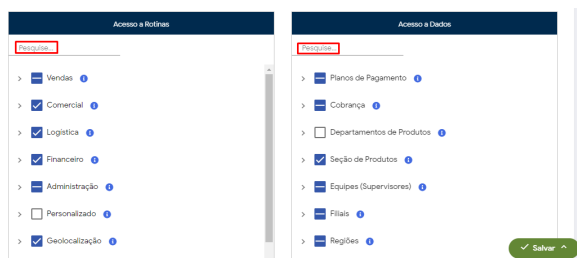 Acesso a Rotinas
Pesquise...
Vendas
Comercial
Logística
Financeiro
Administração
Personalizado
Geolocalização
Acesso a Dados
Pesquise...
Planos de Pagamento
Cobrança
Departamentos de Produtos
Seção de Produtos
Equipes (Supervisores)
Filiais
Regiões
Salvar